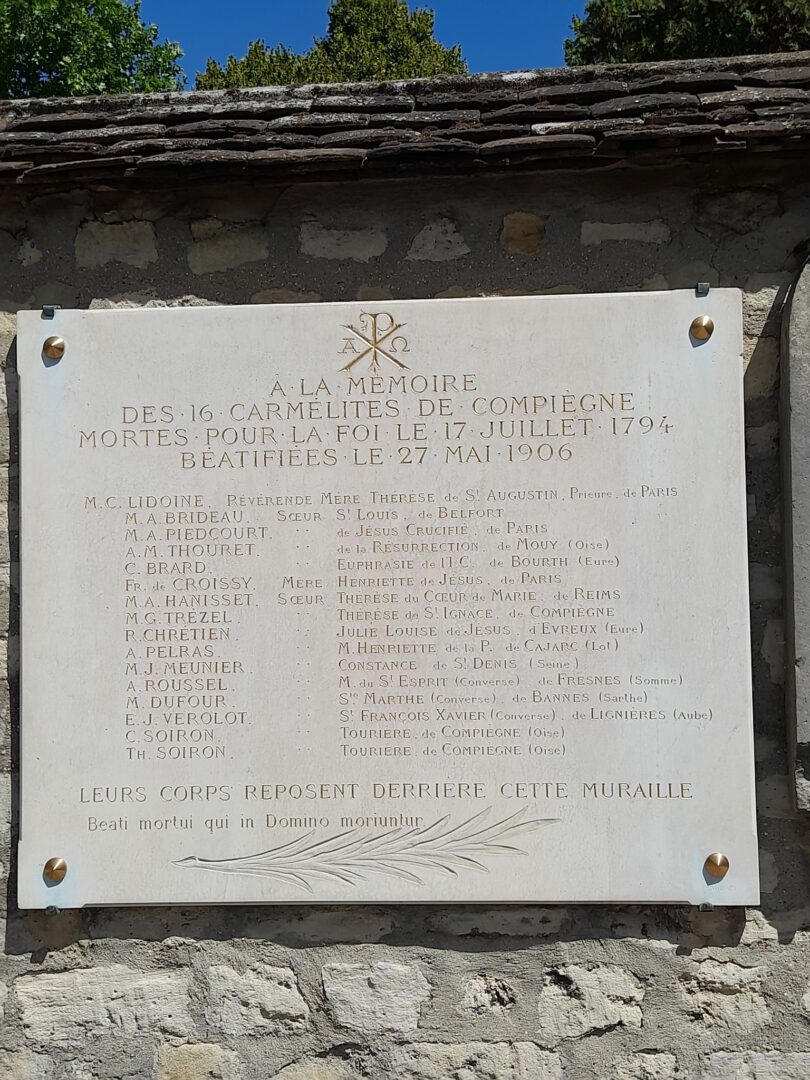 Α Ω
A · LA · MÉMOIRE
DES · 16 · CARMÉLITES · DE · COMPIÈGNE
MORTES · POUR · LA · FOI · LE · 17 · JUILLET · 1794
BÉATIFIÉES · LE · 27 · MAI · 1906
M.C. LIDOINE, RÉVÉRENDE MÈRE THÉRÈSE de St AUGUSTIN, Prieure, de PARIS
M.A. BRIDEAU, SŒUR St LOUIS, de BELFORT
M.A. PIEDCOURT, '' de JÉSUS CRUCIFIÉ, de PARIS
A.M. THOURET, '' de la RÉSURRECTION, de MOUY (Oise)
C. BRARD, '' EUPHRASIE de l'I.C. de BOURTH (Eure)
FR. de CROISSY, MÈRE HENRIETTE de JÉSUS, de PARIS
M.A. HANISSET, SŒUR THÉRÈSE du CŒUR de MARIE, de REIMS
M.G. TRÉZEL, '' THÉRÈSE de St IGNACE, de COMPIÈGNE
R. CHRÉTIEN, '' JULIE LOUISE de JÉSUS, d'ÉVREUX (Eure)
A. PELRAS, '' M. HENRIETTE de la P. de CAJARC (Lot)
M.J. MEUNIER, '' CONSTANCE de St DENIS (Seine)
A. ROUSSEL, '' M. du St ESPRIT (Converse) de FRESNES (Somme)
M. DUFOUR, '' Ste MARTHE (Converse), de BANNES (Sarthe)
E.J. VEROLOT, '' St FRANÇOIS XAVIER (Converse), de LIGNIÈRES (Aube)
C. SOIRON, '' TOURIÈRE, de COMPIÈGNE (Oise)
TH. SOIRON, '' TOURIÈRE, de COMPIÈGNE (Oise)
LEURS CORPS REPOSENT DERRIÈRE CETTE MURAILLE
Beati mortui qui in Domino moriuntur